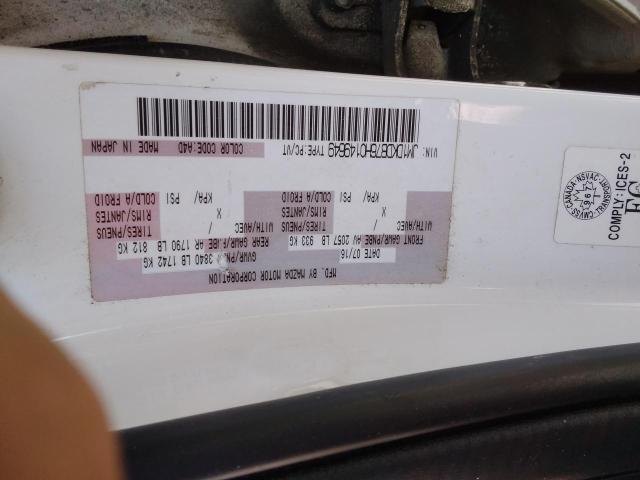 MFD. BY MAZDA MOTOR CORPORATION
DATE 07/16 GVWR/PNBV 3840 LB 1742 KG
FRONT GAWR/PNBE AV 2057 LB 933 KG REAR GAWR/PNBE AR 1790 LB 812 KG
WITH/AVEC WITH/AVEC
TIRES/PNEUS TIRES/PNEUS
RIMS/JANTES X RIMS/JANTES X
COLD/A FROID KPA/ PSI COLD/A FROID KPA/ PSI
VIN: JM1DKDB76H0149649 TYPE:PC/VT COLOR CODE:A4D MADE IN JAPAN
COMPLY:ICES-2
CANADA